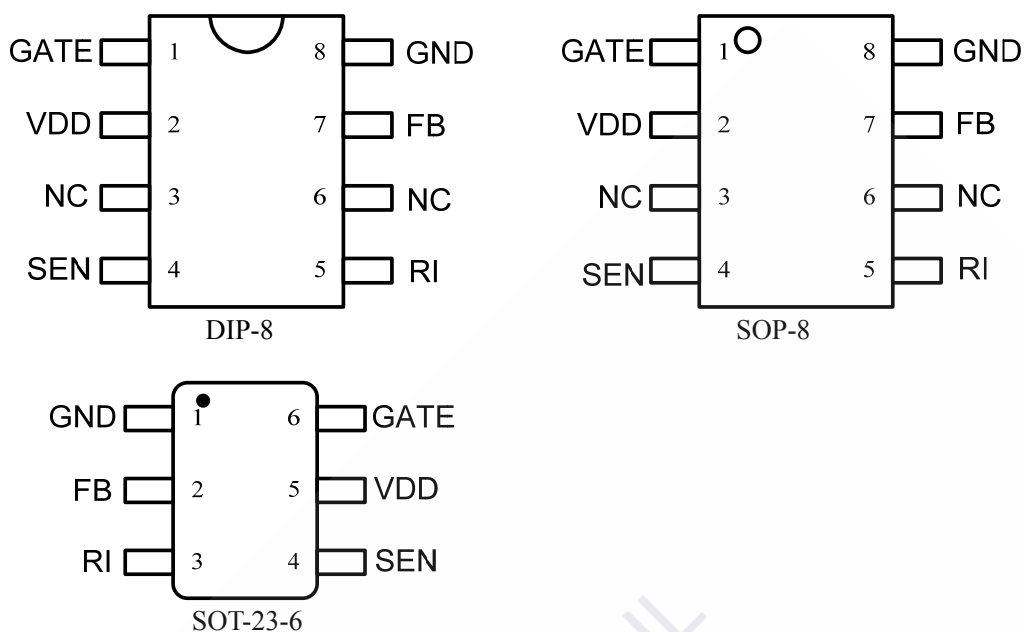 GATE 1 8 GND GATE 1 8 GND
VDD 2 7 FB VDD 2 7 FB
NC 3 6 NC NC 3 6 NC
SEN 4 5 RI SEN 4 5 RI
DIP-8 SOP-8
GND 1 6 GATE
FB 2 5 VDD
RI 3 4 SEN
SOT-23-6